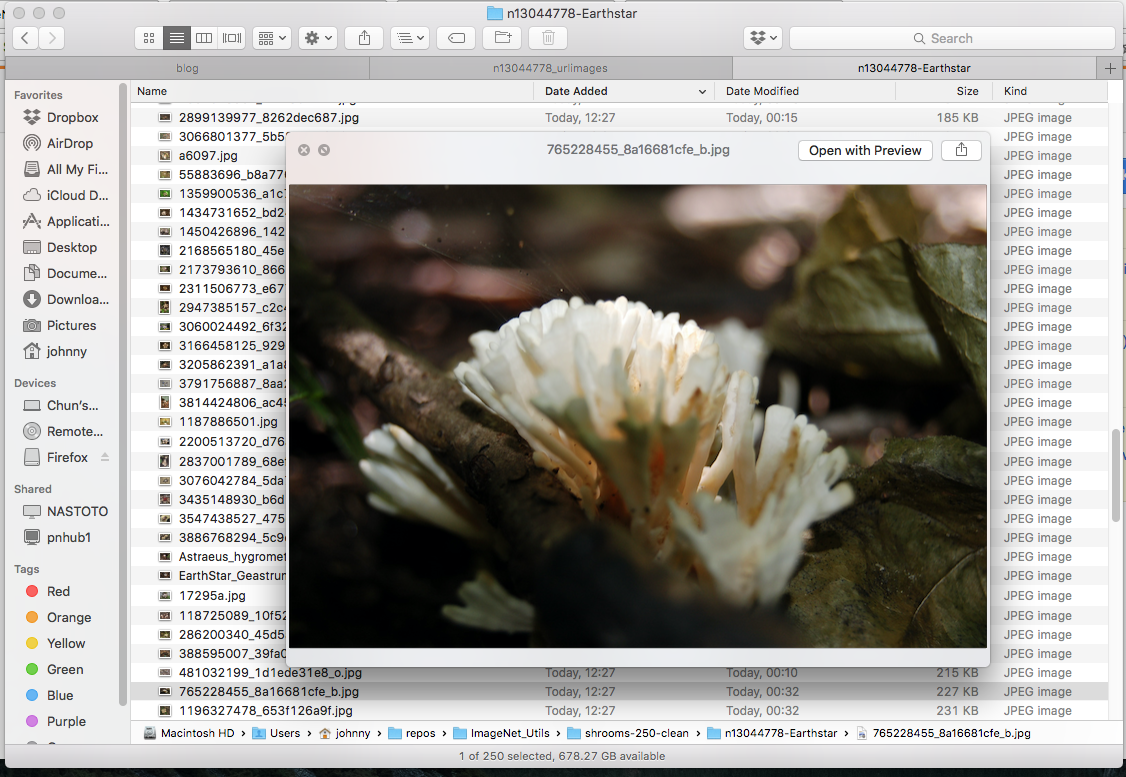 n13044778-Earthstar
Search
blog n13044778_urlimages n13044778-Earthstar
Favorites
Dropbox
AirDrop
All My Fi...
iCloud D...
Applicati...
Desktop
Docume...
Downloa...
Pictures
johnny
Devices
Chun's...
Remote...
Firefox
Shared
NASTOTO
pnhub1
Tags
Red
Orange
Yellow
Green
Blue
Purple
Name Date Added Date Modified Size Kind
2899139977_8262dec687.jpg Today, 12:27 Today, 00:15 185 KB JPEG image
3066801377_5b5 JPEG image
a6097.jpg JPEG image
55883696_b8a77 JPEG image
1359900536_a1c JPEG image
1434731652_bd2 JPEG image
1450426896_142 JPEG image
2168565180_45e JPEG image
2173793610_866 JPEG image
2311506773_e67 JPEG image
2947385157_c2c JPEG image
3060024492_6f32 JPEG image
3166458125_929 JPEG image
3205862391_a1a JPEG image
3791756887_8aa JPEG image
3814424806_ac45 JPEG image
1187886501.jpg JPEG image
2200513720_d76 JPEG image
2837001789_68e JPEG image
3076042784_5da JPEG image
3435148930_b6d JPEG image
3547438527_475 JPEG image
3886768294_5c9 JPEG image
Astraeus_hygromet JPEG image
EarthStar_Geastrum JPEG image
17295a.jpg JPEG image
118725089_10f52 JPEG image
286200340_45d5 JPEG image
388595007_39fa0 JPEG image
481032199_1d1ede31e8_o.jpg Today, 12:27 Today, 00:10 215 KB JPEG image
765228455_8a16681cfe_b.jpg Today, 12:27 Today, 00:32 227 KB JPEG image
1196327478_653f126a9f.jpg Today, 12:27 Today, 00:32 231 KB JPEG image
765228455_8a16681cfe_b.jpg Open with Preview
Macintosh HD Users johnny repos ImageNet_Utils shrooms-250-clean n13044778-Earthstar 765228455_8a16681cfe_b.jpg
1 of 250 selected, 678.27 GB available